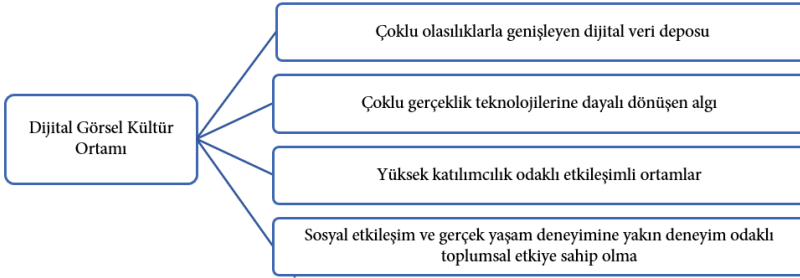 Dijital Görsel Kültür
Ortamı
Çoklu olasılıklarla genişleyen dijital veri deposu
Çoklu gerçeklik teknolojilerine dayalı dönüşen algı
Yüksek katılımcılık odaklı etkileşimli ortamlar
Sosyal etkileşim ve gerçek yaşam deneyimine yakın deneyim odaklı
toplumsal etkiye sahip olma